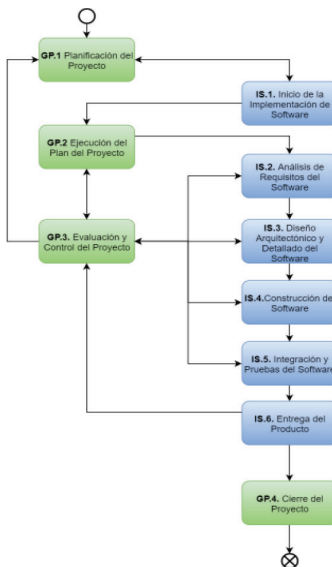 GP.1 Planificación del
Proyecto
IS.1. Inicio de la
Implementación de
Software
GP.2 Ejecución del
Plan del Proyecto
IS.2. Análisis de
Requisitos del
Software
GP.3. Evaluación y
Control del Proyecto
IS.3. Diseño
Arquitectónico y
Detallado del
Software
IS.4.Construcción de
Software
IS.5. Integración y
Pruebas del Software
IS.6. Entrega del
Producto
GP.4. Cierre del
Proyecto